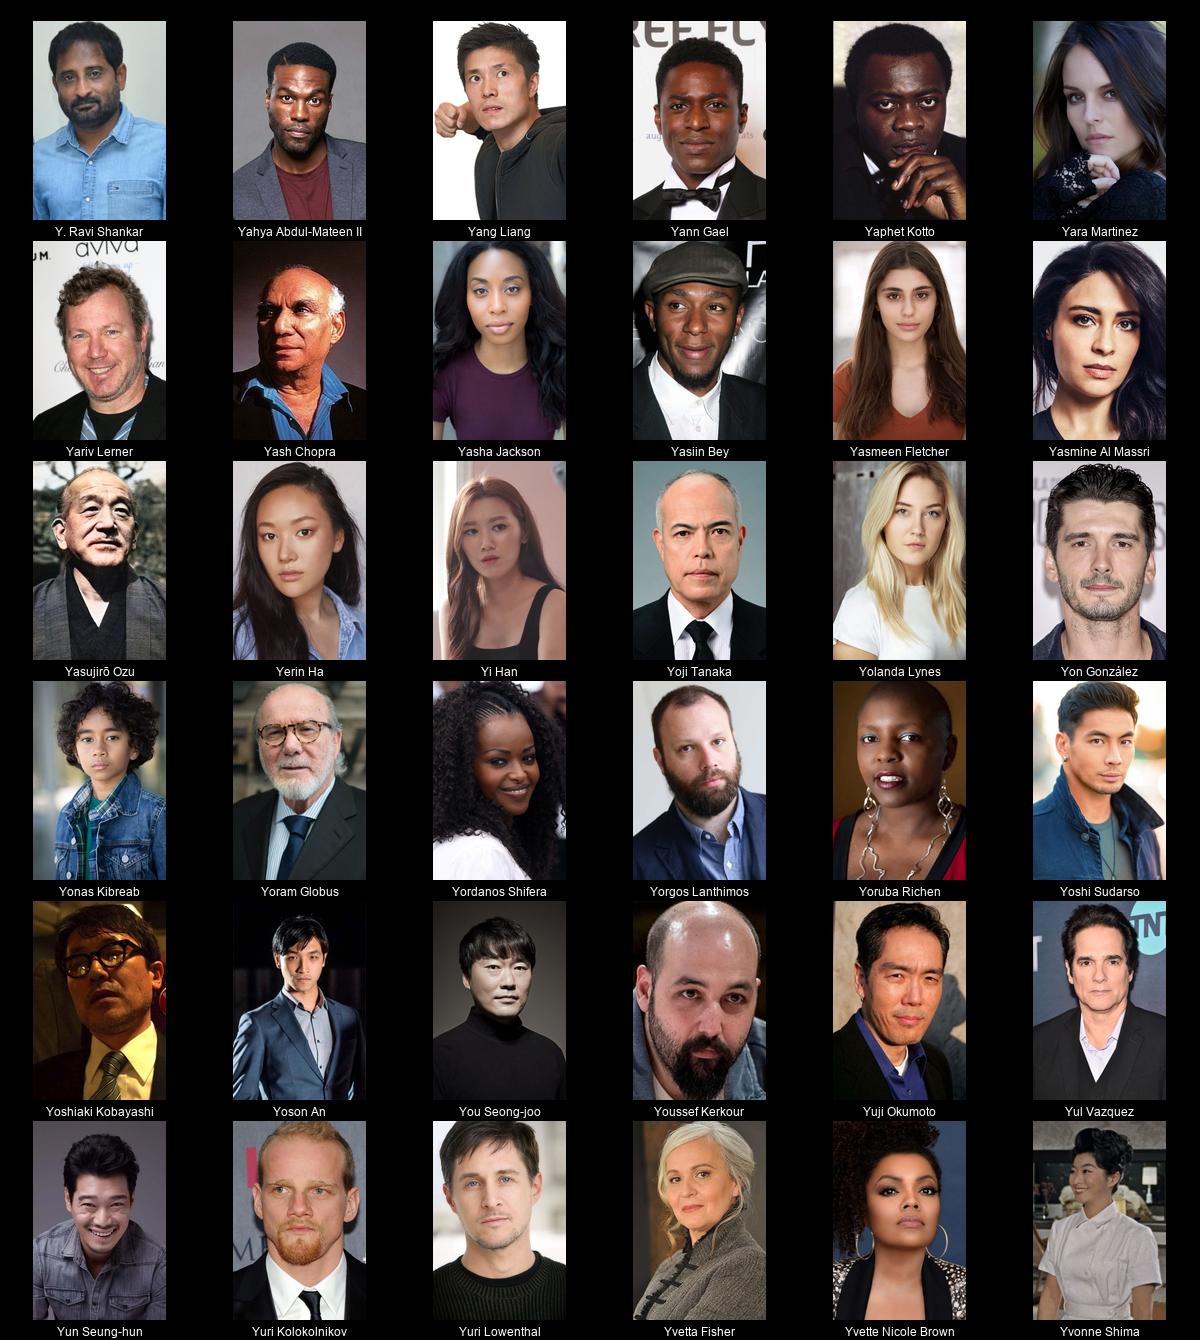 REE FLY
Y. Ravi Shankar
Yahya Abdul-Mateen II
Yang Liang
Yann Gael
Yaphet Kotto
Yara Martinez
aviva
Yariv Lerner
Yash Chopra
Yasha Jackson
Yasiin Bey
Yasmeen Fletcher
Yasmine Al Massri
Yasujirō Ozu
Yerin Ha
Yi Han
Yoji Tanaka
Yolanda Lynes
Yon González
Yonas Kibreab
Yoram Globus
Yordanos Shifera
Yorgos Lanthimos
Yoruba Richen
Yoshi Sudarso
TNT
Yoshiaki Kobayashi
Yoson An
You Seong-joo
Youssef Kerkour
Yuji Okumoto
Yul Vazquez
Yun Seung-hun
Yuri Kolokolnikov
Yuri Lowenthal
Yvetta Fisher
Yvette Nicole Brown
Yvonne Shima